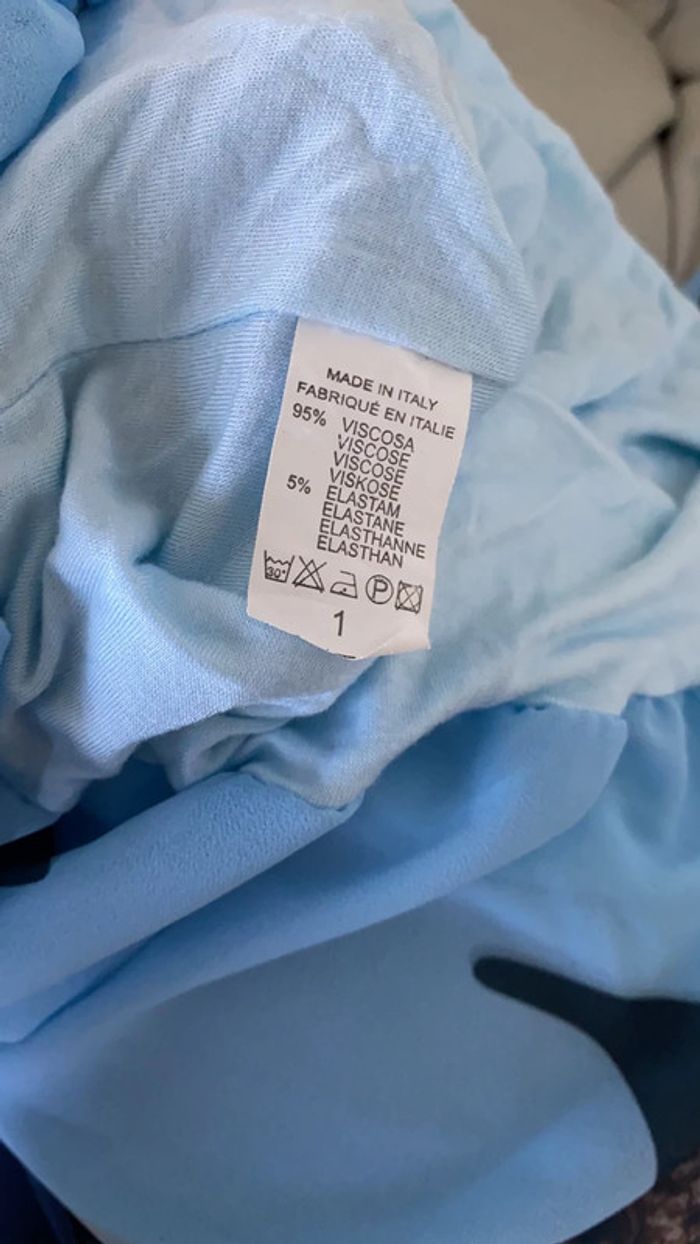 MADE IN ITALY
FABRIQUÉ EN ITALIE
95% VISCOSA
VISCOSE
VISCOSE
VISKOSE
5% ELASTAM
ELASTANE
ELASTHANNE
ELASTHAN
30° P
1